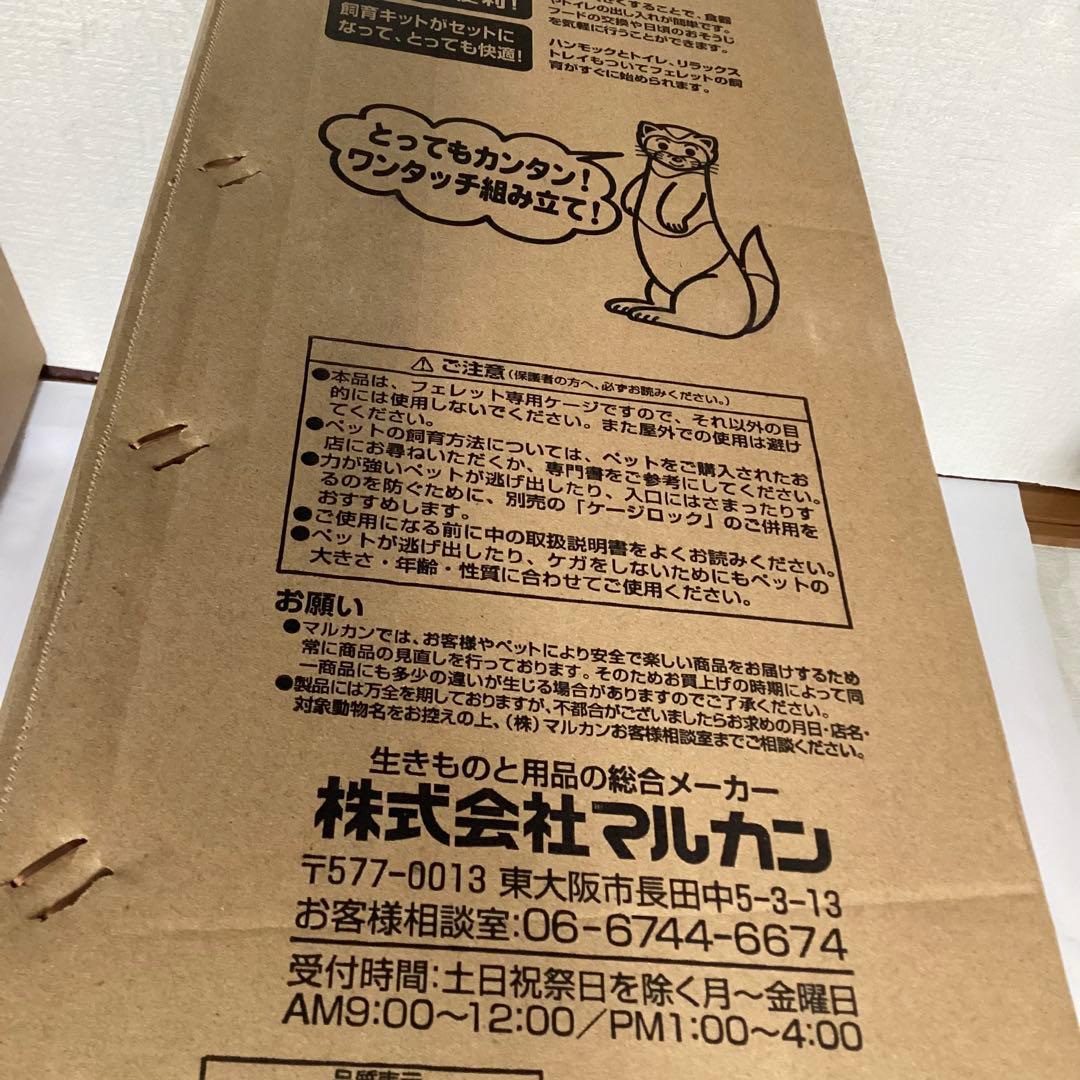 便利!
飼育キットがセットに
なって、とっても快適!
することで、食器
やトイレの出し入れが簡単です。
フードの交換や日頃のおそうじ
を気軽に行うことができます。
ハンモックとトイレ、リラックス
トレイもついてフェレットの飼
育がすぐに始められます。
とってもカンタン!
ワンタッチ組み立て!
⚠ご注意(保護者の方へ、必ずお読みください。)
●本品は、フェレット専用ケージですので、それ以外の目
的には使用しないでください。また屋外での使用は避け
てください。
●ペットの飼育方法については、ペットをご購入されたお
店にお尋ねいただくか、専門書をご参考にしてください。
●力が強いペットが逃げ出したり、入口にはさまったりす
るのを防ぐために、別売の「ケージロック」のご併用を
おすすめします。
●ご使用になる前に中の取扱説明書をよくお読みください。
●ペットが逃げ出したり、ケガをしないためにもペットの
大きさ・年齢・性質に合わせてご使用ください。
お願い
●マルカンでは、お客様やペットにより安全で楽しい商品をお届けするため
常に商品の見直しを行っております。そのためお買上げの時期によって同
一商品にも多少の違いが生じる場合がありますのでご了承ください。
●製品には万全を期しておりますが、不都合がございましたらお求めの月日・店名・
対象動物名をお控えの上、(株)マルカンお客様相談室までご相談ください。
生きものと用品の総合メーカー
株式会社マルカン
〒577-0013 東大阪市長田中5-3-13
お客様相談室:06-6744-6674
受付時間:土日祝祭日を除く月〜金曜日
AM9:00〜12:00/PM1:00〜4:00
品質表示